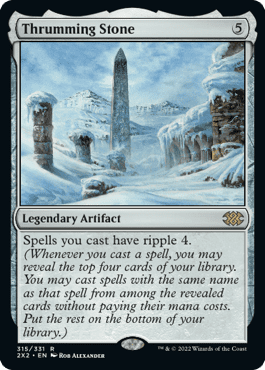 Thrumming Stone 5
Legendary Artifact
Spells you cast have ripple 4.
(Whenever you cast a spell, you may
reveal the top four cards of your library.
You may cast spells with the same name
as that spell from among the revealed
cards without paying their mana costs.
Put the rest on the bottom of your
library.)
315/331 R
2X2 • EN Rob Alexander ™ & © 2022 Wizards of the Coast